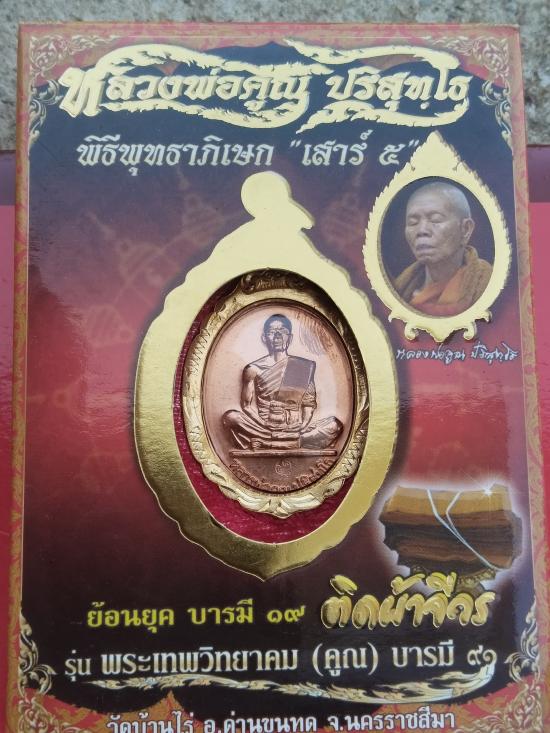 หลวงพ่อคูณ ปริสุทฺโธ
พิธีพุทธาภิเษก "เสาร์ ๕"
หลวงพ่อคูณ ปริสุทฺโธ
ย้อนยุค บารมี ๑๙ ติดผ้าจีวร
รุ่น พระเทพวิทยาคม (คูณ) บารมี ๙๑
วัดบ้านไร่ อ.ด่านขุนทด จ.นครราชสีมา